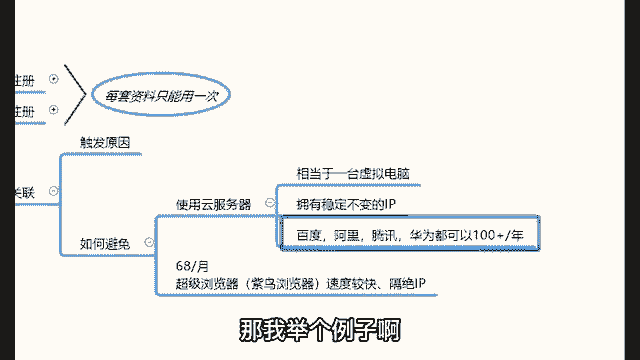 注册
每套资料只能用一次
注册
触发原因
关联
相当于一台虚拟电脑
使用云服务器
拥有稳定不变的IP
百度，阿里，腾讯，华为都可以100+/年
如何避免
68/月
超级浏览器（紫鸟浏览器）速度较快、隔绝IP
那我举个例子啊